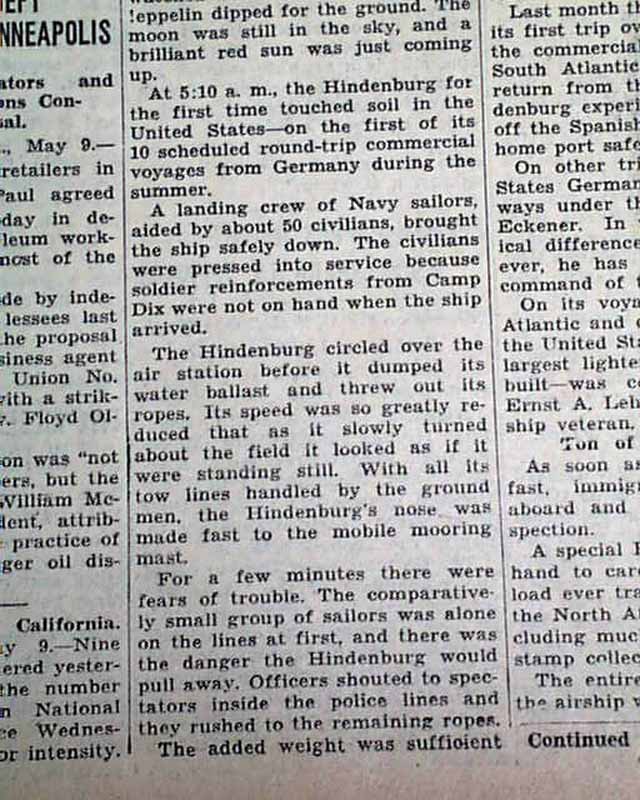 NNEAPOLIS
ators and
ons Con-
sal.
., May 9.—
retailers in
Paul agreed
day in de-
leum work-
most of the
de by inde-
lessees last
he proposal
siness agent
Union No.
with a strik-
Floyd Ol-
on was "not
ers, but the
William Mc-
dent, attrib-
practice of
ger oil dis-
California.
y 9.—Nine
ered yester-
the number
n National
ce Wednes-
or intensity.
eppelin dipped for the ground. The
moon was still in the sky, and a
brilliant red sun was just coming
up.
At 5:10 a. m., the Hindenburg for
the first time touched soil in the
United States—on the first of its
10 scheduled round-trip commercial
voyages from Germany during the
summer.
A landing crew of Navy sailors,
aided by about 50 civilians, brought
the ship safely down. The civilians
were pressed into service because
soldier reinforcements from Camp
Dix were not on hand when the ship
arrived.
The Hindenburg circled over the
air station before it dumped its
water ballast and threw out its
ropes. Its speed was so greatly re-
duced that as it slowly turned
about the field it looked as if it
were standing still. With all its
tow lines handled by the ground
men, the Hindenburg's nose was
made fast to the mobile mooring
mast.
For a few minutes there were
fears of trouble. The comparative-
ly small group of sailors was alone
on the lines at first, and there was
the danger the Hindenburg would
pull away. Officers shouted to spec-
tators inside the police lines and
they rushed to the remaining ropes.
The added weight was suffioient
Last month th
its first trip ov
the commercia
South Atlantic
return from th
denburg exper
off the Spanish
home port safe
On other tri
States German
ways under th
Eckener. In
ical difference
ever, he has
command of t
On its voya
Atlantic and
the United Sta
largest lighte
built—was c
Ernst A. Leh
ship veteran.
Ton of
As soon as
fast, immigr
aboard and
spection.
A special
hand to car
load ever tra
the North A
cluding muc
stamp collec
The entire
the airship
Continued